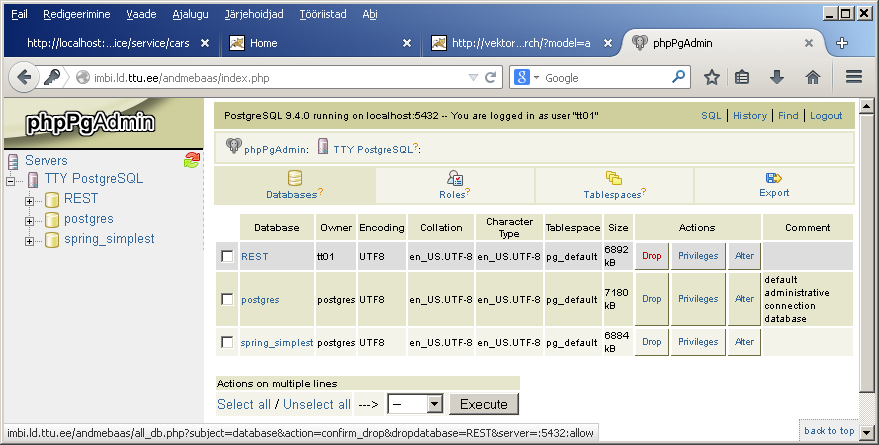 Fail Redigeerimine Vaade Ajalugu Järjehoidjad Tööriistad Abi
http://localhost: ...ice/service/cars
Home
http://vektor...rch/?model=a
phpPgAdmin
imbi.ld.ttu.ee/andmebaas/index.php
Google
phpPgAdmin
Servers
TTY PostgreSQL
REST
postgres
spring_simplest
PostgreSQL 9.4.0 running on localhost:5432 -- You are logged in as user "tt01"
SQL | History | Find | Logout
phpPgAdmin: TTY PostgreSQL?:
Databases?
Roles?
Tablespaces?
Export
Database Owner Encoding Collation Character Type Tablespace Size Actions Comment
REST tt01 UTF8 en_US.UTF-8 en_US.UTF-8 pg_default 6892 kB Drop Privileges Alter
postgres postgres UTF8 en_US.UTF-8 en_US.UTF-8 pg_default 7180 kB Drop Privileges Alter default administrative connection database
spring_simplest postgres UTF8 en_US.UTF-8 en_US.UTF-8 pg_default 6884 kB Drop Privileges Alter
Actions on multiple lines
Select all / Unselect all ---> -- Execute
imbi.ld.ttu.ee/andmebaas/all_db.php?subject=database&action=confirm_drop&dropdatabase=REST&server=:5432:allow
back to top